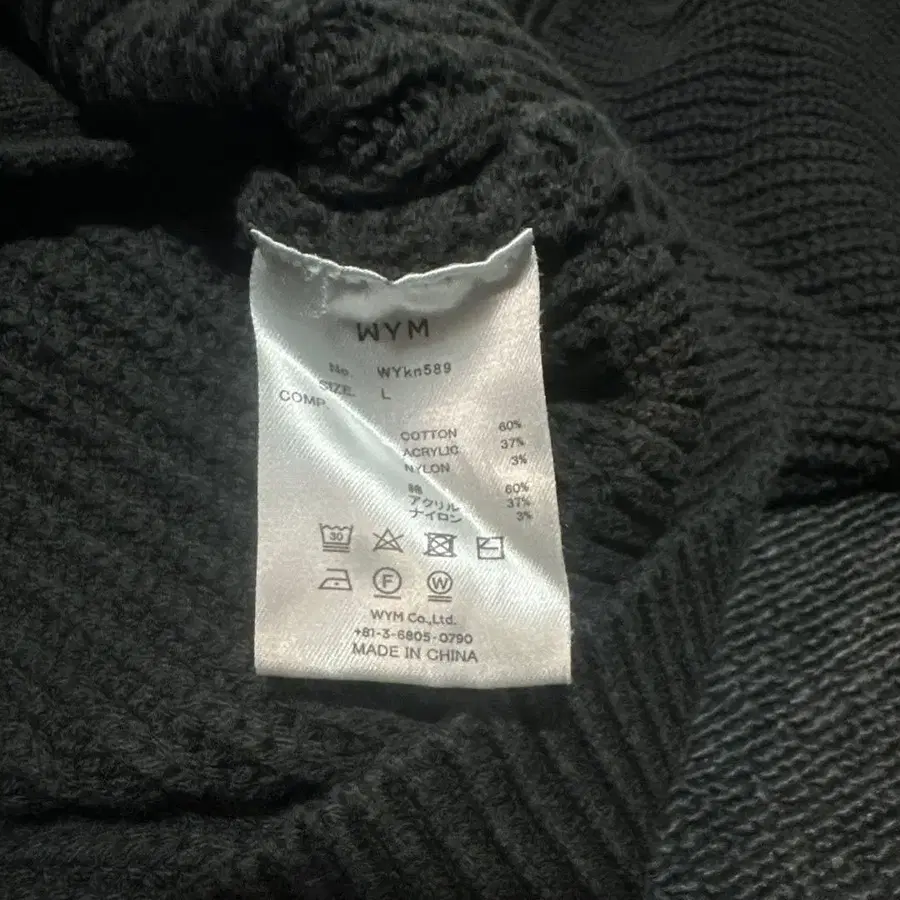 WYM
No. WYkn589
SIZE L
COMP.
COTTON 60%
ACRYLIC 37%
NYLON 3%
綿 60%
アクリル 37%
ナイロン 3%
30
F W
WYM Co.,Ltd.
+81-3-6805-0790
MADE IN CHINA